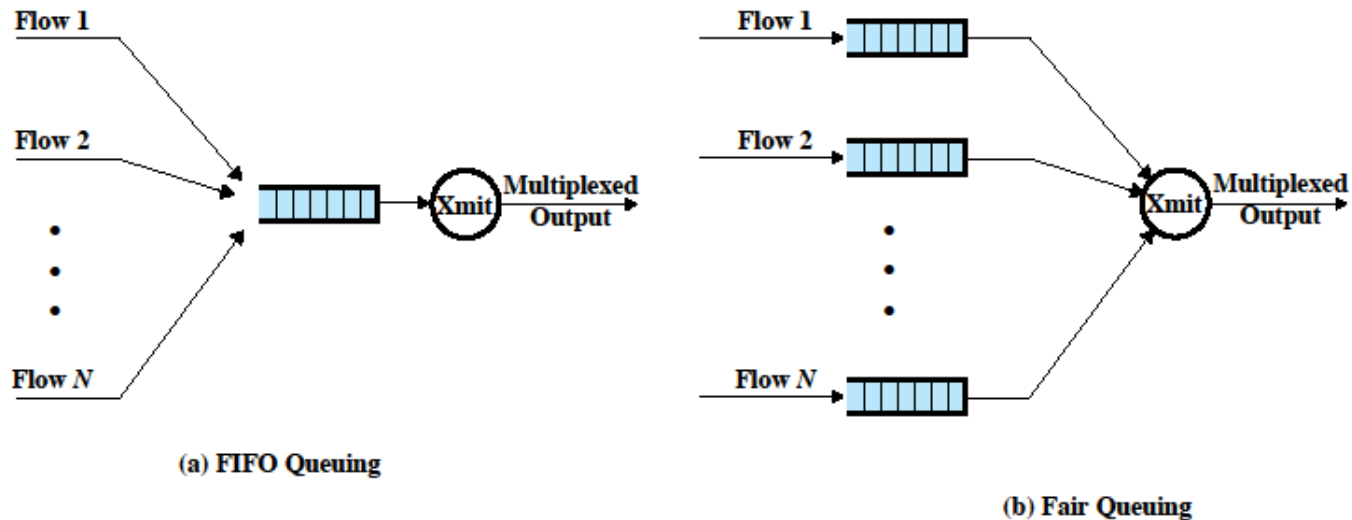 Flow 1
Flow 2
Flow N
Xmit
Multiplexed
Output
(a) FIFO Queuing
Flow 1
Flow 2
Flow N
Xmit
Multiplexed
Output
(b) Fair Queuing